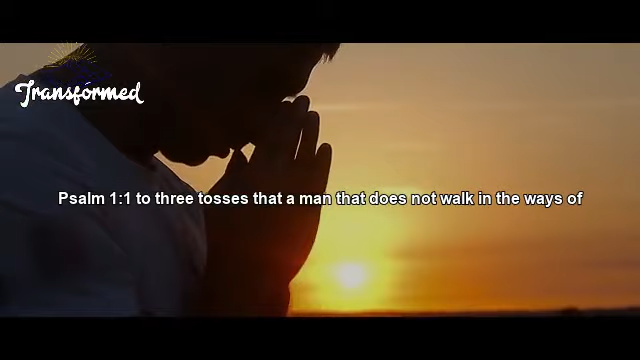 Transformed
Psalm 1:1 to three tosses that a man that does not walk in the ways of